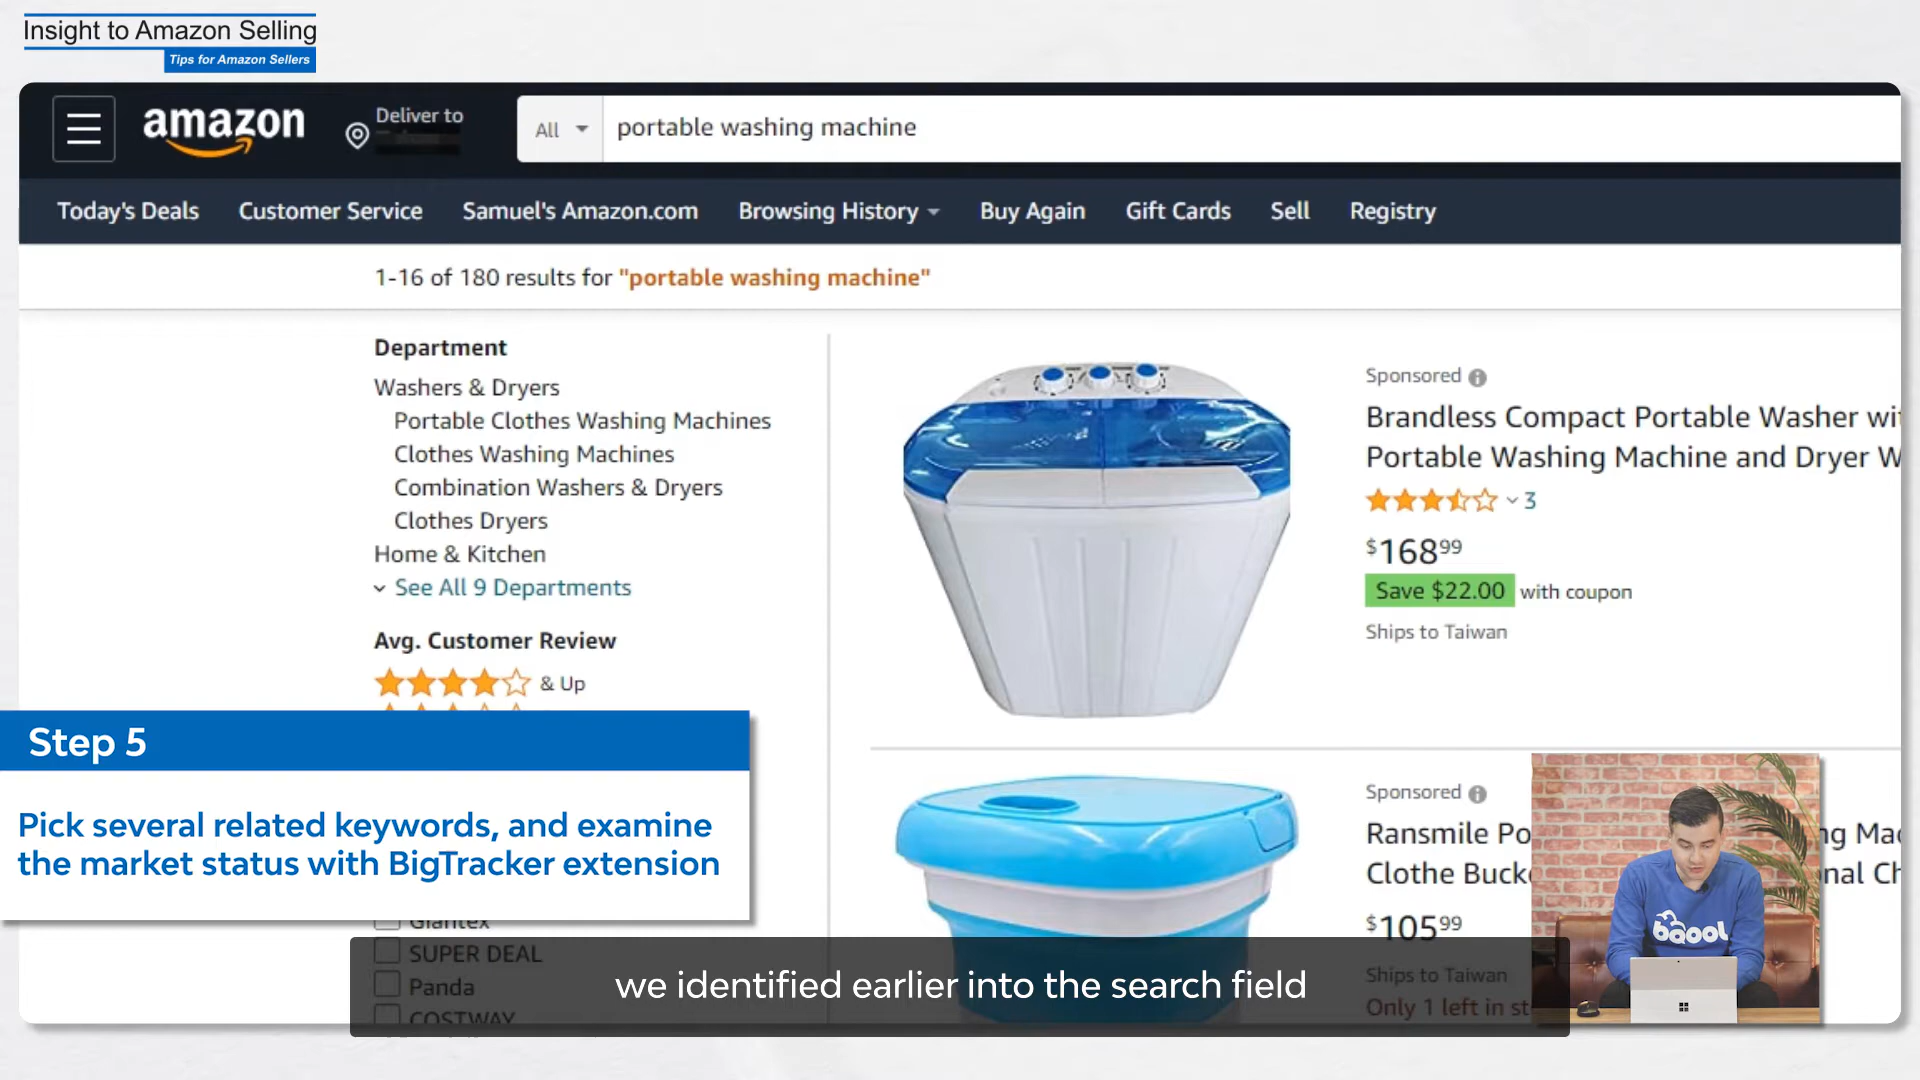 Insight to Amazon Selling
Tips for Amazon Sellers
amazon
Deliver to
All
portable washing machine
Today's Deals
Customer Service
Samuel's Amazon.com
Browsing History
Buy Again
Gift Cards
Sell
Registry
1-16 of 180 results for "portable washing machine"
Department
Washers & Dryers
Portable Clothes Washing Machines
Clothes Washing Machines
Combination Washers & Dryers
Clothes Dryers
Home & Kitchen
See All 9 Departments
Avg. Customer Review
& Up
Sponsored
Brandless Compact Portable Washer wi
Portable Washing Machine and Dryer W
3
$168.99
Save $22.00 with coupon
Ships to Taiwan
Step 5
Pick several related keywords, and examine
the market status with BigTracker extension
Giantex
SUPER DEAL
Panda
COSTWAY
Sponsored
Ransmile Po
ng Mac
Clothe Buck
nal Ch
$105.99
Ships to Taiwan
Only 1 left in st
bqool
we identified earlier into the search field